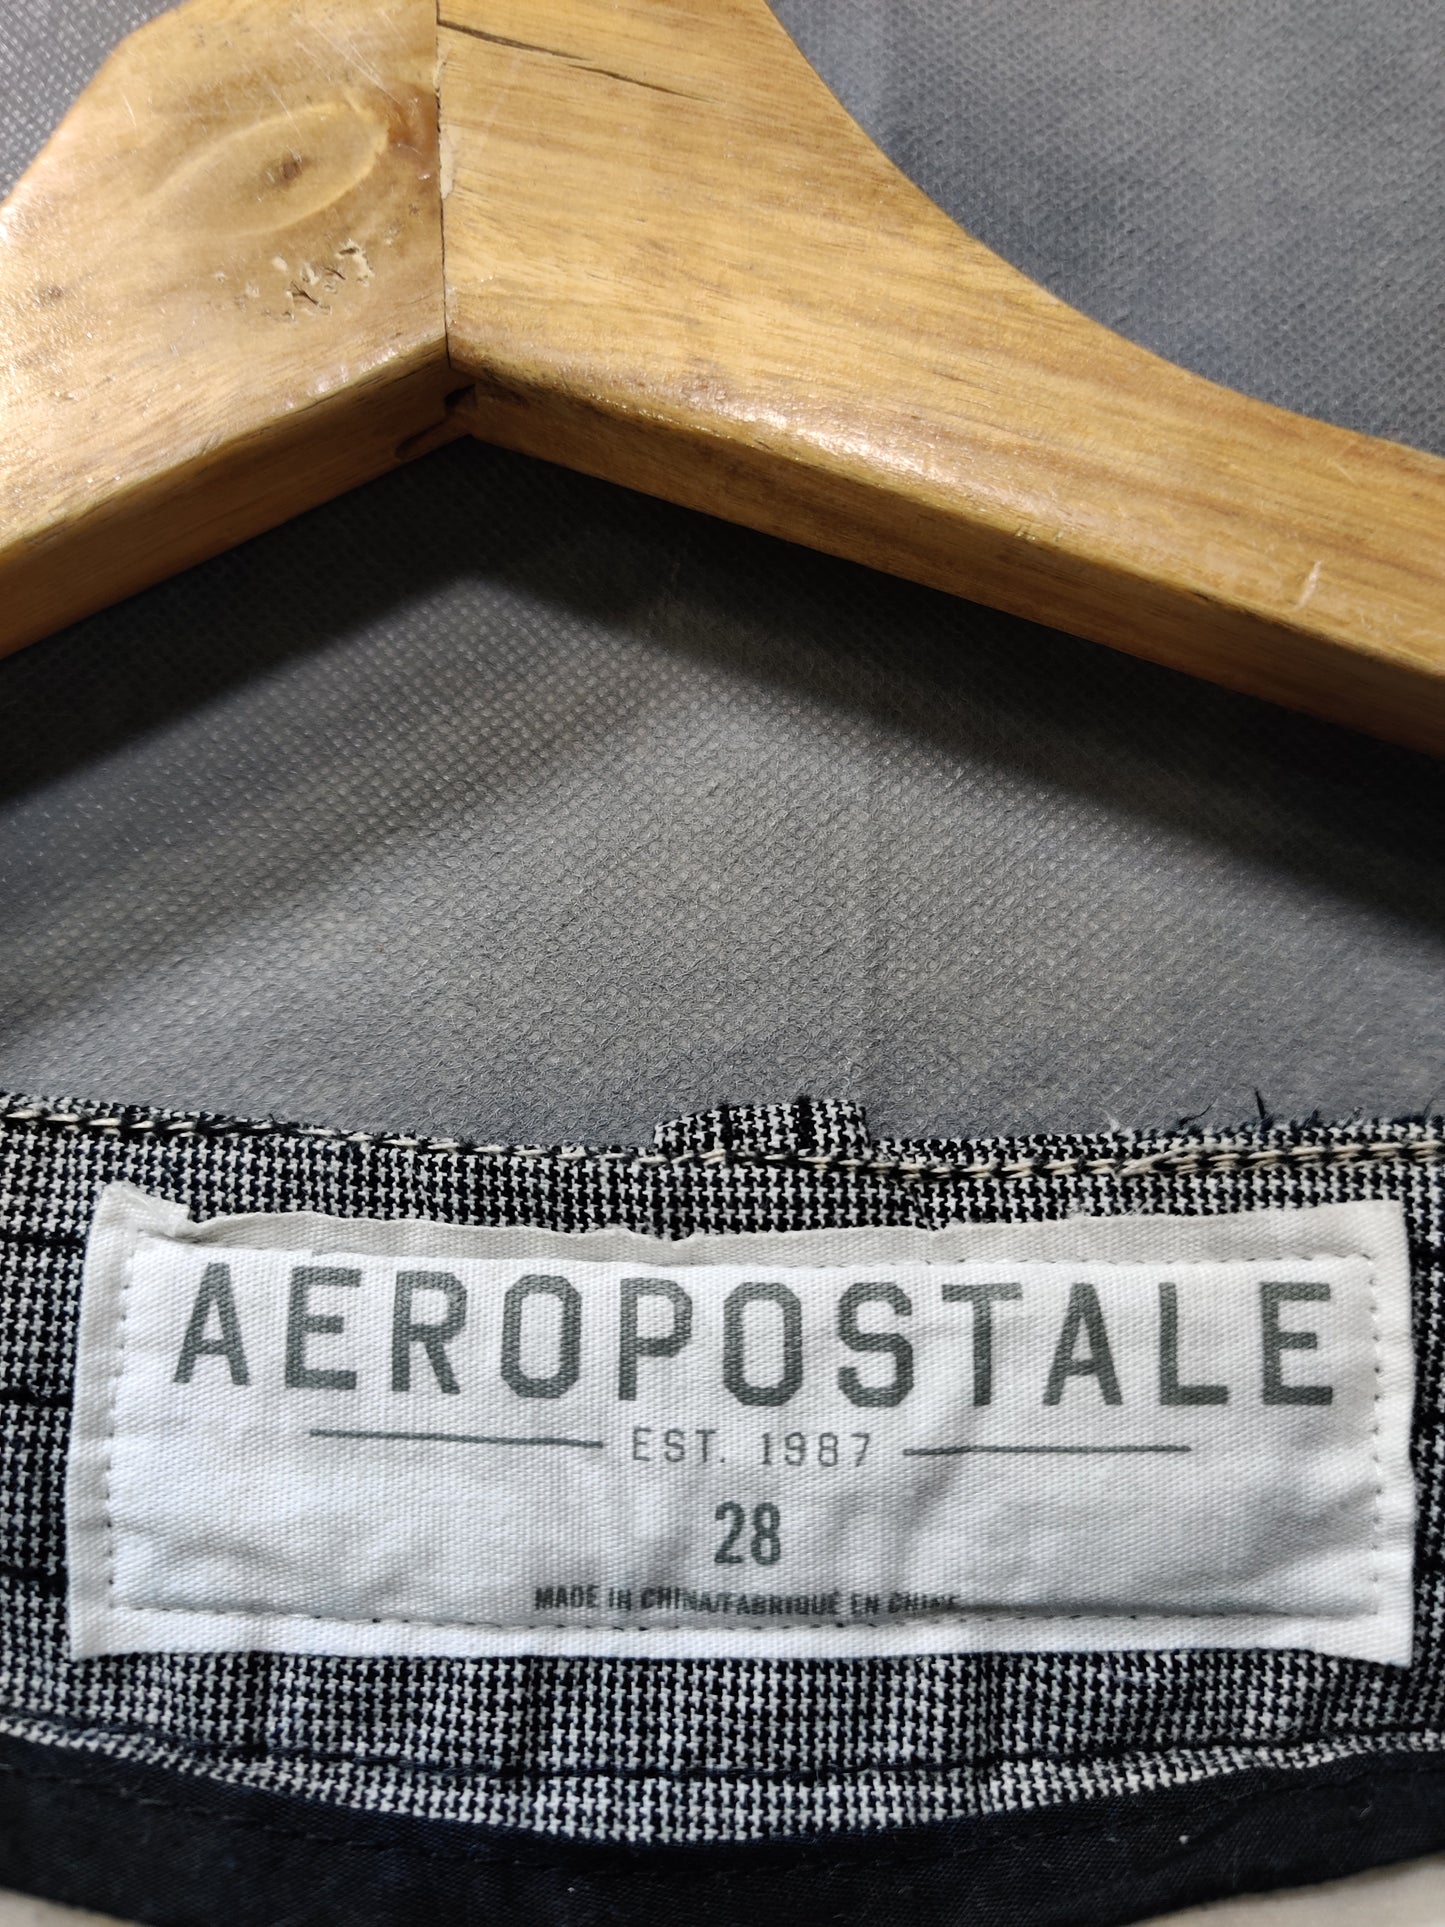 AEROPOSTALE
EST. 1987
28
MADE IN CHINA/FABRIQUÉ EN CHINE